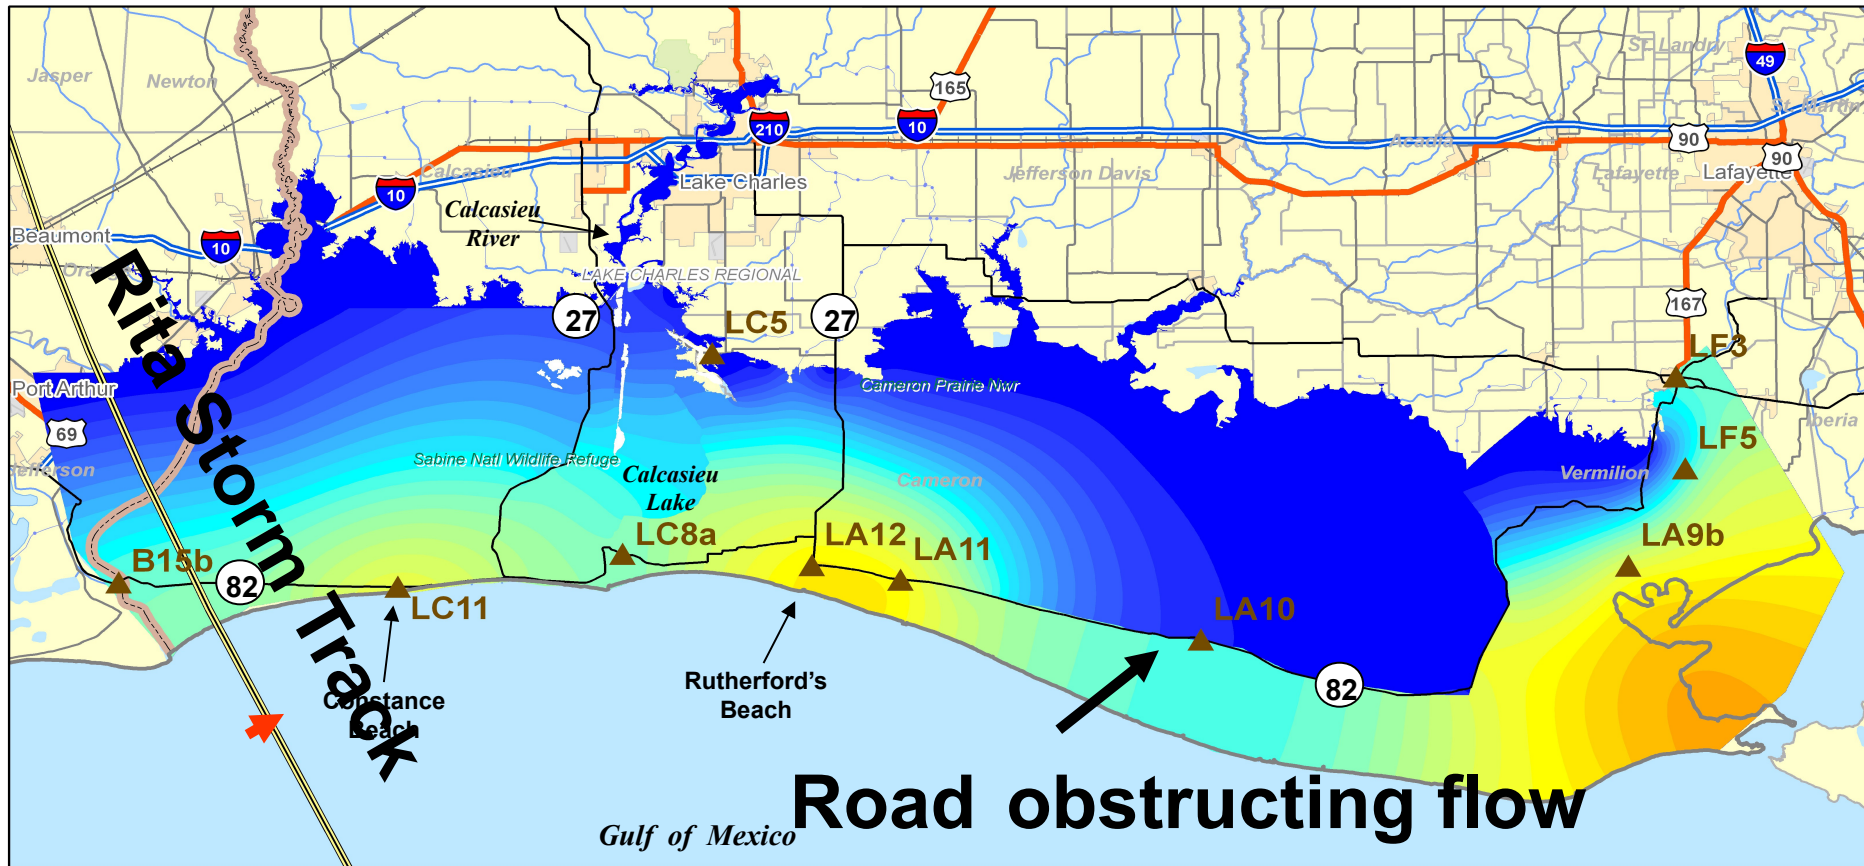 St. Landry
49
Jasper
Newton
165
St. Martin
210
10
90
Acadia
90
Calcasieu
Jefferson Davis
Lafayette
Lafayette
Lake Charles
10
Calcasieu
River
Beaumont
10
LAKE CHARLES REGIONAL
167
27
LC5
27
LF3
Port Arthur
Cameron Prairie Nwr
Iberia
69
LF5
Jefferson
Sabine Natl Wildlife Refuge
Calcasieu
Lake
Cameron
Vermilion
Rita Storm Track
B15b
LC8a
LA12
LA11
LA9b
82
LC11
LA10
Constance
Beach
Rutherford's
Beach
82
Road obstructing flow
Gulf of Mexico